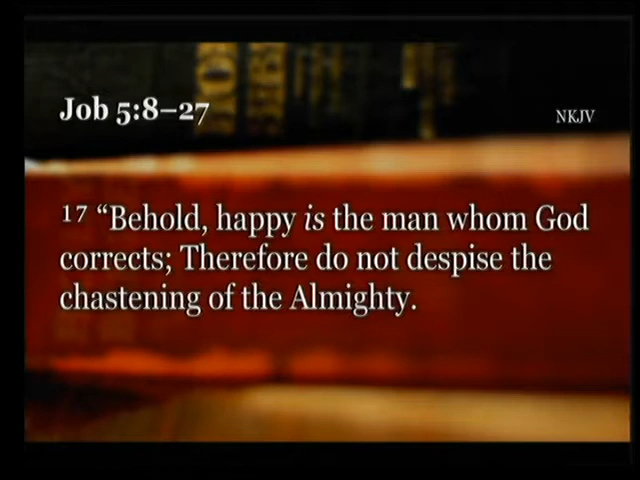 Job 5:8–27
NKJV
17 “Behold, happy is the man whom God
corrects; Therefore do not despise the
chastening of the Almighty.